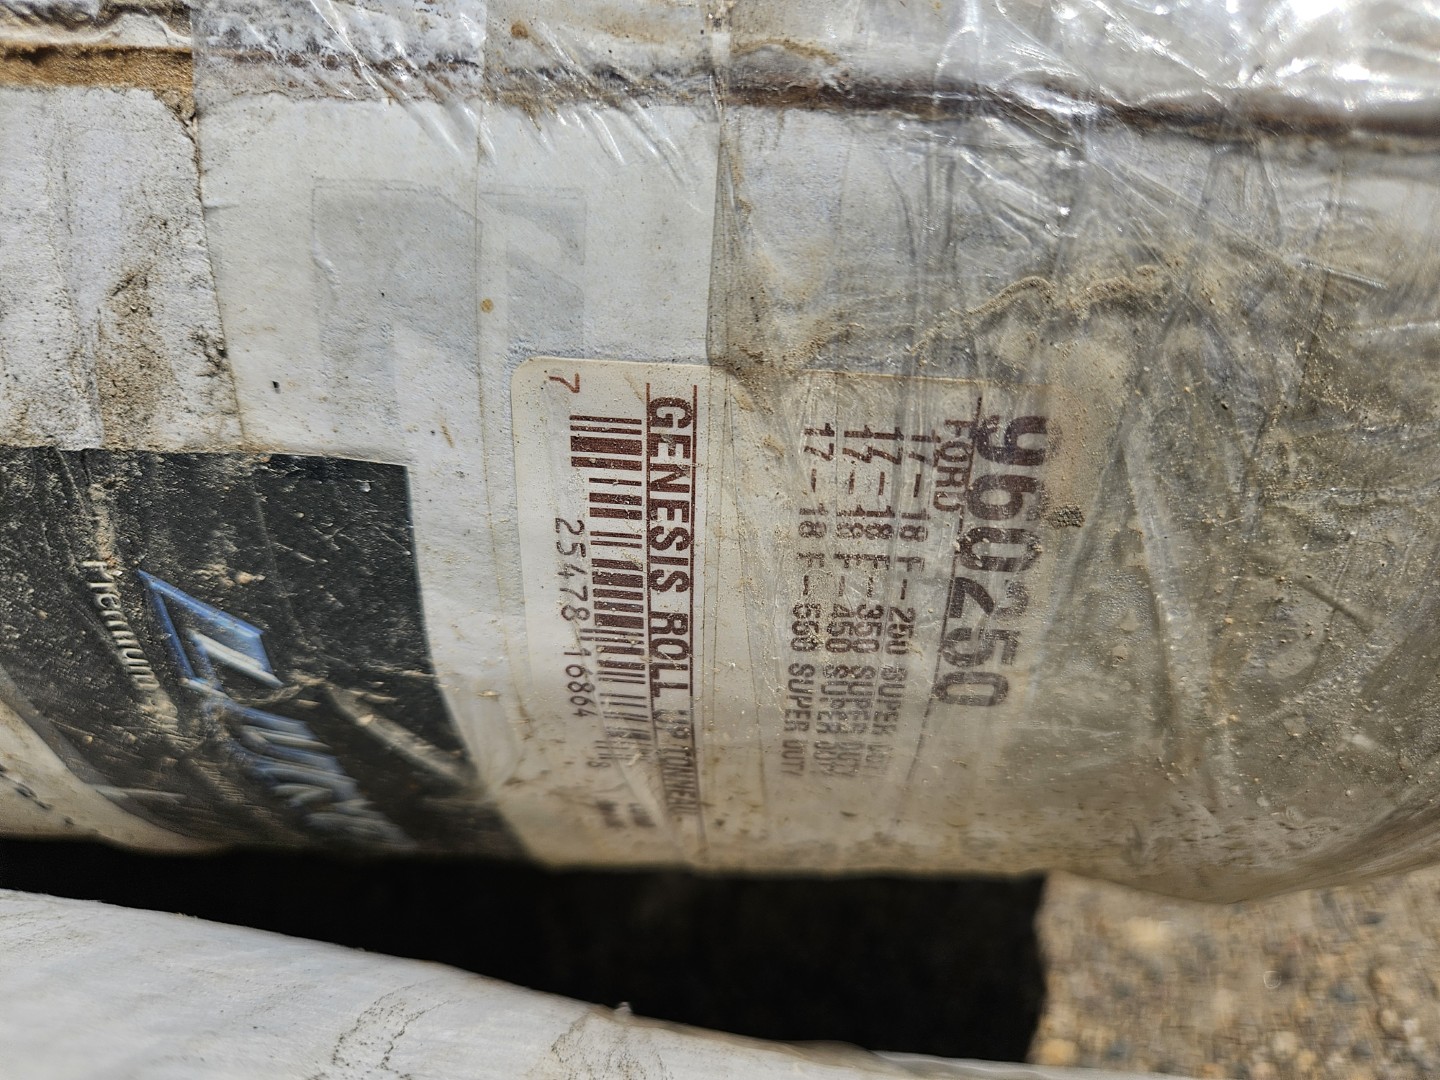 960250
FORD
17-18 F-250 SUPER DUTY
17-18 F-350 SUPER DUTY
17-18 F-450 SUPER DUTY
17-18 F-550 SUPER DUTY
GENESIS ROLL UP TONNEAU
7 25478 16864